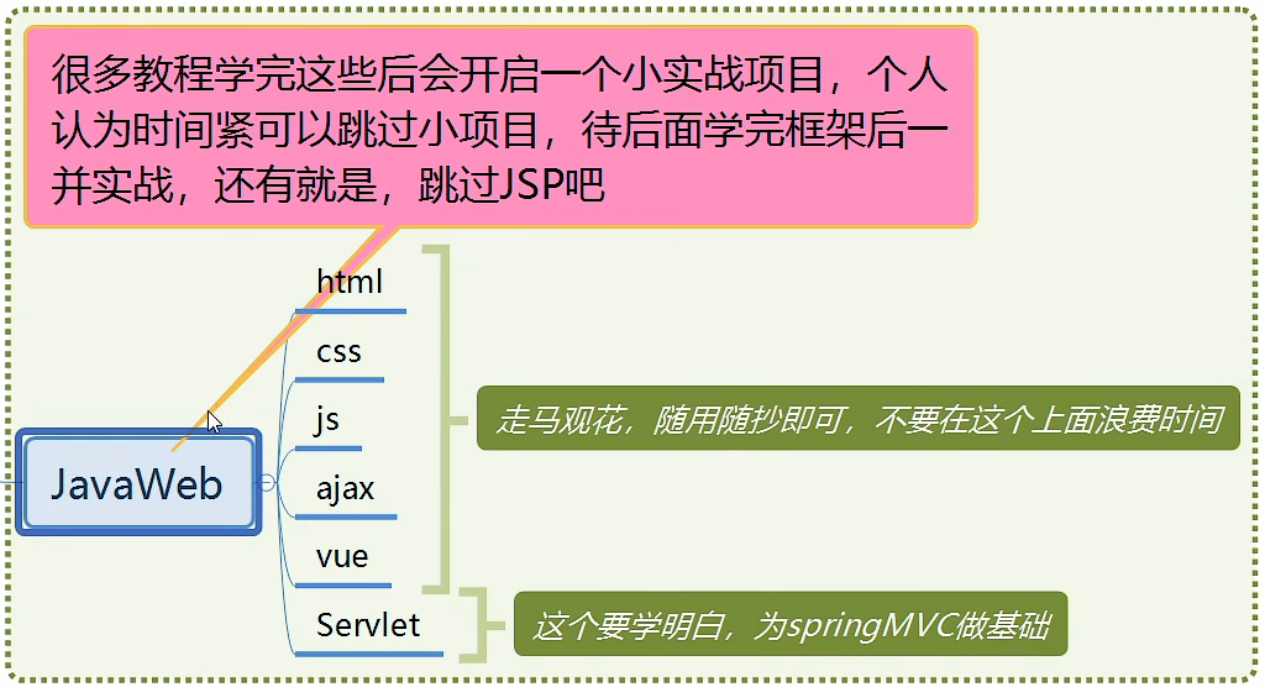 很多教程学完这些后会开启一个小实战项目，个人
认为时间紧可以跳过小项目，待后面学完框架后一
并实战，还有就是，跳过JSP吧
html
css
js
走马观花，随用随抄即可，不要在这个上面浪费时间
JavaWeb
ajax
vue
Servlet
这个要学明白，为springMVC做基础